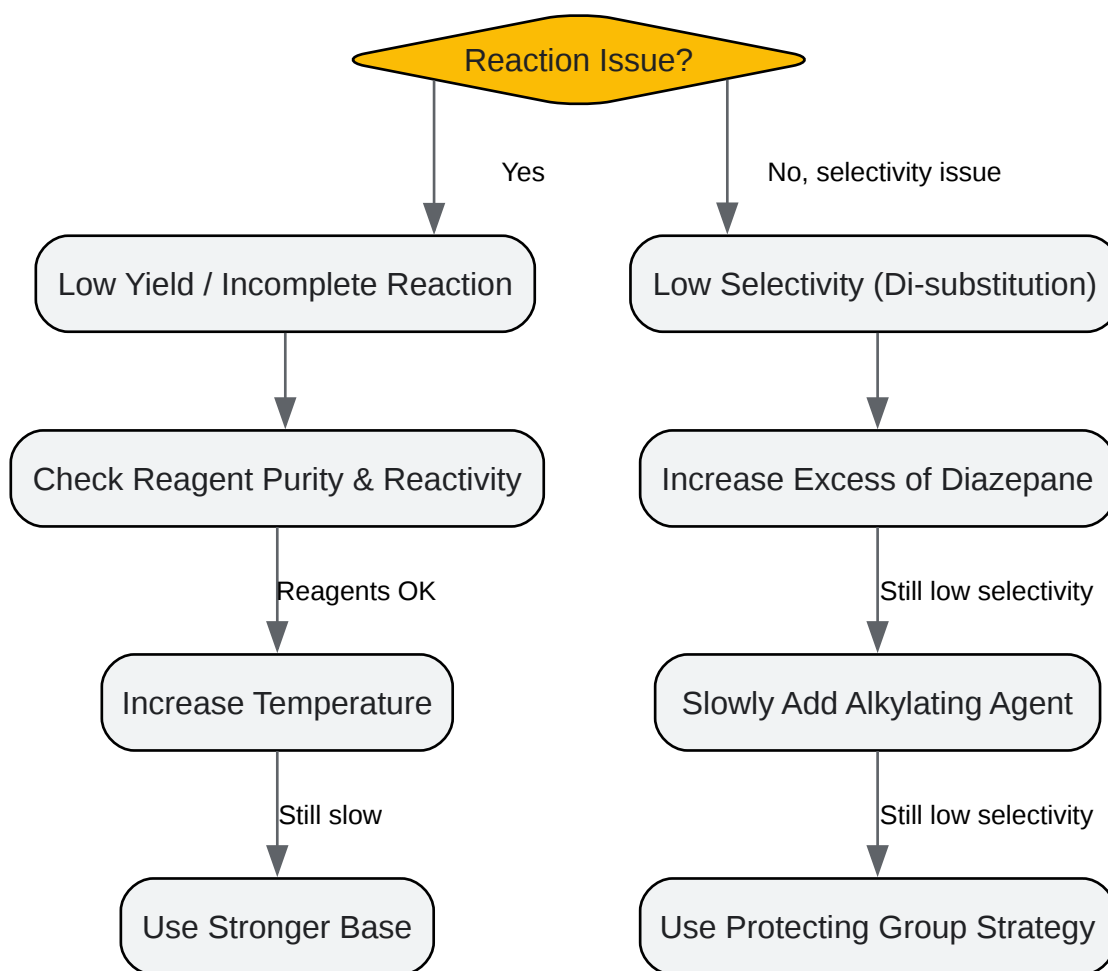 Reaction Issue?
Yes
No, selectivity issue
Low Yield / Incomplete Reaction
Low Selectivity (Di-substitution)
Check Reagent Purity & Reactivity
Increase Excess of Diazepane
Reagents OK
Still low selectivity
Increase Temperature
Slowly Add Alkylating Agent
Still slow
Still low selectivity
Use Stronger Base
Use Protecting Group Strategy